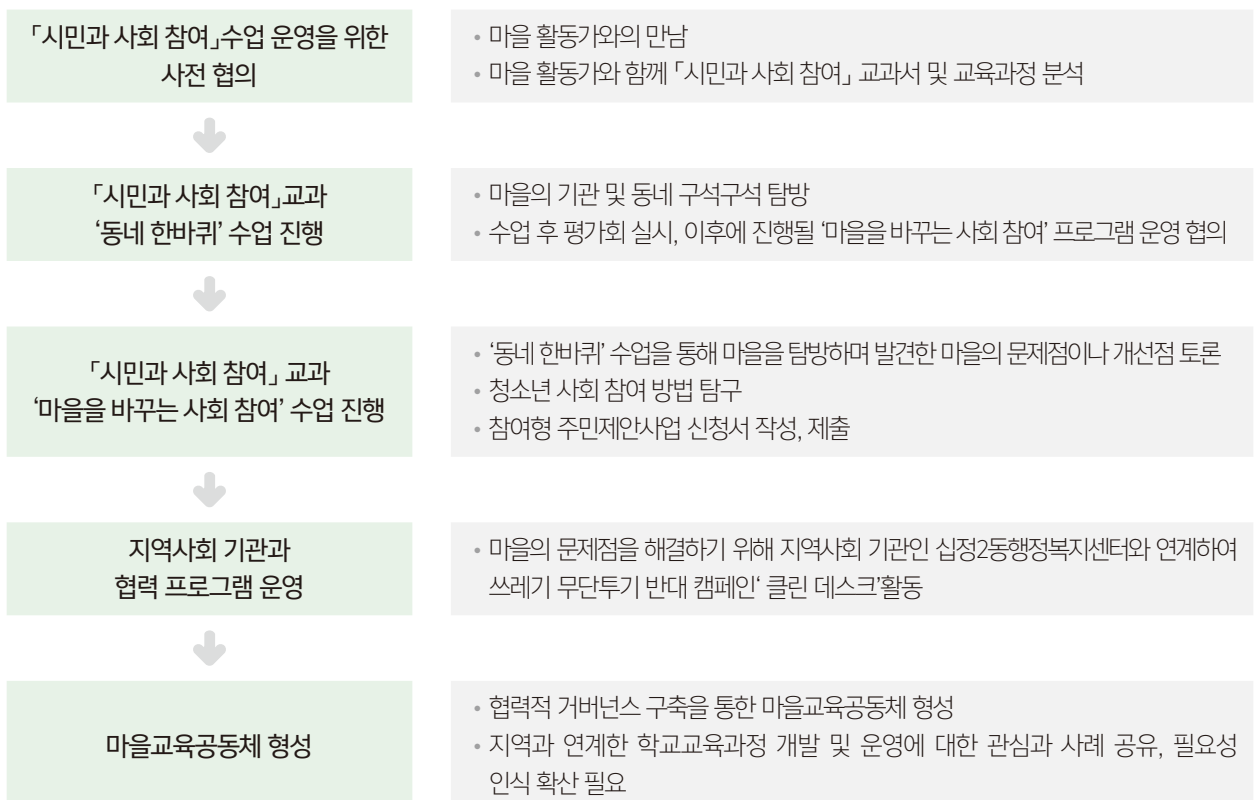 「시민과 사회 참여」수업 운영을 위한
사전 협의
• 마을 활동가와의 만남
• 마을 활동가와 함께 「시민과 사회 참여」 교과서 및 교육과정 분석
「시민과 사회 참여」교과
‘동네 한바퀴’ 수업 진행
• 마을의 기관 및 동네 구석구석 탐방
• 수업 후 평가회 실시, 이후에 진행될 ‘마을을 바꾸는 사회 참여’ 프로그램 운영 협의
「시민과 사회 참여」 교과
‘마을을 바꾸는 사회 참여’ 수업 진행
• ‘동네 한바퀴’ 수업을 통해 마을을 탐방하며 발견한 마을의 문제점이나 개선점 토론
• 청소년 사회 참여 방법 탐구
• 참여형 주민제안사업 신청서 작성, 제출
지역사회 기관과
협력 프로그램 운영
• 마을의 문제점을 해결하기 위해 지역사회 기관인 십정2동행정복지센터와 연계하여
쓰레기 무단투기 반대 캠페인‘ 클린 데스크’활동
마을교육공동체 형성
• 협력적 거버넌스 구축을 통한 마을교육공동체 형성
• 지역과 연계한 학교교육과정 개발 및 운영에 대한 관심과 사례 공유, 필요성
인식 확산 필요